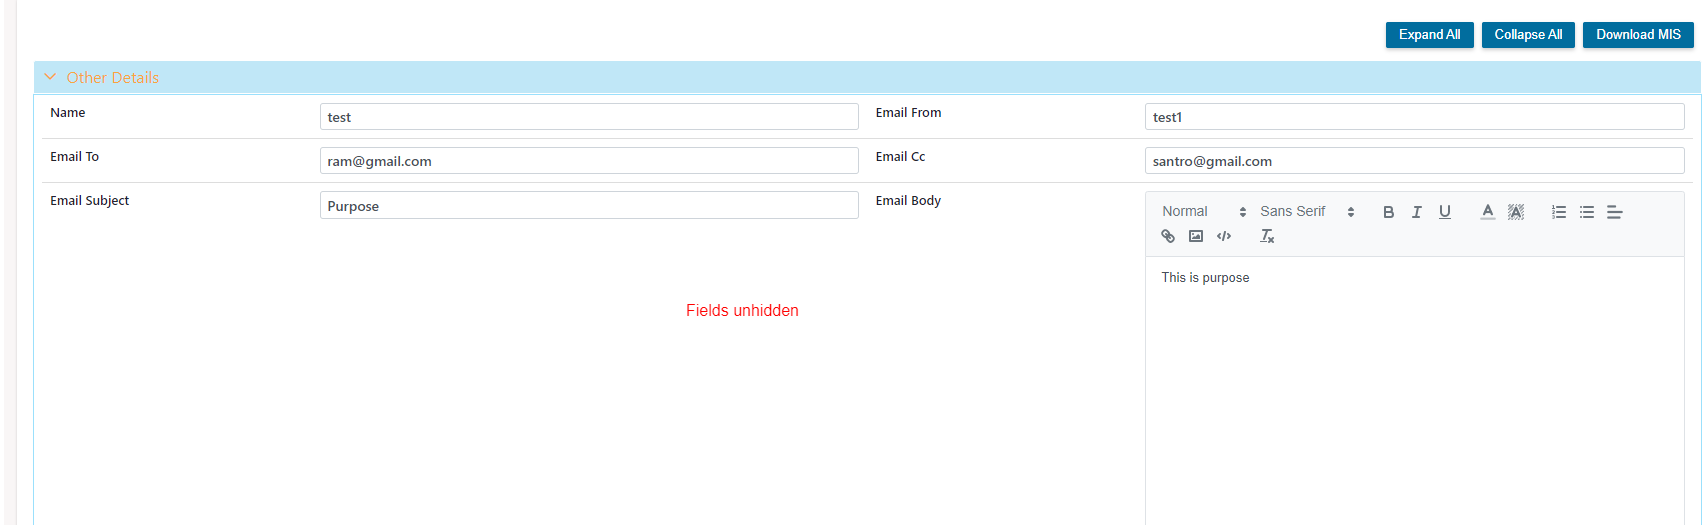 Expand All Collapse All Download MIS
Other Details
Name test Email From test1
Email To ram@gmail.com Email Cc santro@gmail.com
Email Subject Purpose Email Body
Normal Sans Serif B I U A A
This is purpose
Fields unhidden